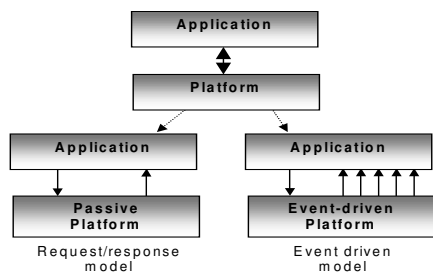 Application
Platform
Application
Application
Passive
Platform
Event-driven
Platform
Request/response
model
Event driven
model